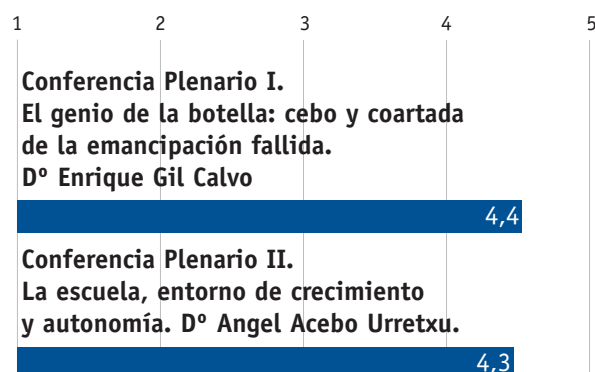 1 2 3 4 5
Conferencia Plenario I.
El genio de la botella: cebo y coartada
de la emancipación fallida.
Dº Enrique Gil Calvo
4,4
Conferencia Plenario II.
La escuela, entorno de crecimiento
y autonomía. Dº Angel Acebo Urretxu.
4,3